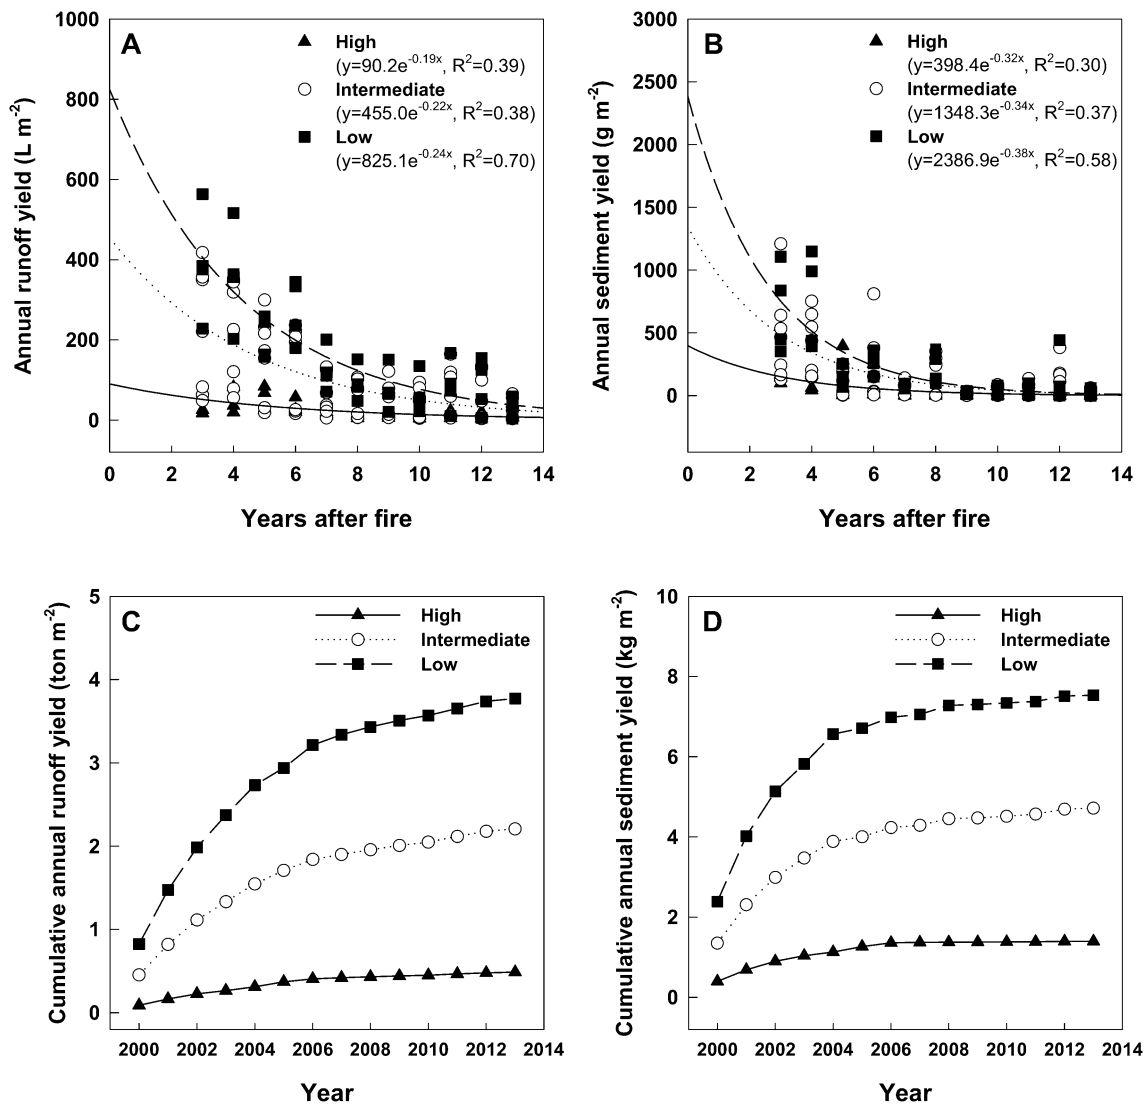 A
High
(y=90.2e-0.19x, R2=0.39)
Intermediate
(y=455.0e-0.22x, R2=0.38)
Low
(y=825.1e-0.24x, R2=0.70)
Annual runoff yield (L m-2)
1000
800
600
400
200
0
0 2 4 6 8 10 12 14
Years after fire
B
High
(y=398.4e-0.32x, R2=0.30)
Intermediate
(y=1348.3e-0.34x, R2=0.37)
Low
(y=2386.9e-0.38x, R2=0.58)
Annual sediment yield (g m-2)
3000
2500
2000
1500
1000
500
0
0 2 4 6 8 10 12 14
Years after fire
C
High
Intermediate
Low
Cumulative annual runoff yield (ton m-2)
5
4
3
2
1
0
2000 2002 2004 2006 2008 2010 2012 2014
Year
D
High
Intermediate
Low
Cumulative annual sediment yield (kg m-2)
10
8
6
4
2
0
2000 2002 2004 2006 2008 2010 2012 2014
Year